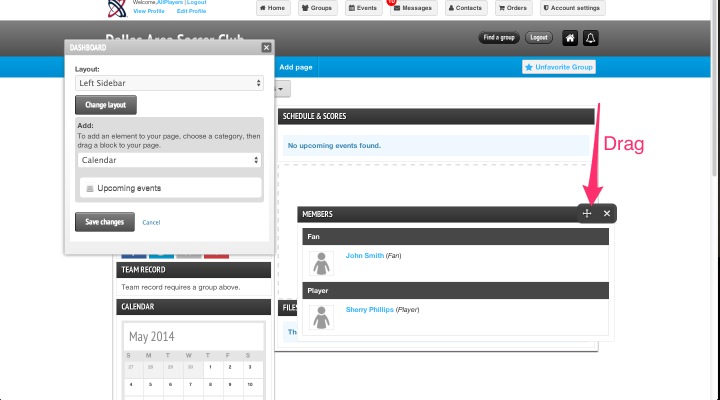 Welcome, AllPlayers | Logout
View Profile Edit Profile
Home Groups Events Messages Contacts Orders Account settings
Dallas Area Soccer Club
Find a group Logout
DASHBOARD
Add page
Unfavorite Group
Layout:
Left Sidebar
Change layout
Add:
To add an element to your page, choose a category, then
drag a block to your page.
Calendar
Upcoming events
Save changes Cancel
SCHEDULE & SCORES
No upcoming events found.
Drag
MEMBERS
Fan
John Smith (Fan)
Player
Sherry Phillips (Player)
FILES
Th
TEAM RECORD
Team record requires a group above.
CALENDAR
May 2014
S M T W T F S
27 28 29 30 1 2 3
4 5 6 7 8 9 10